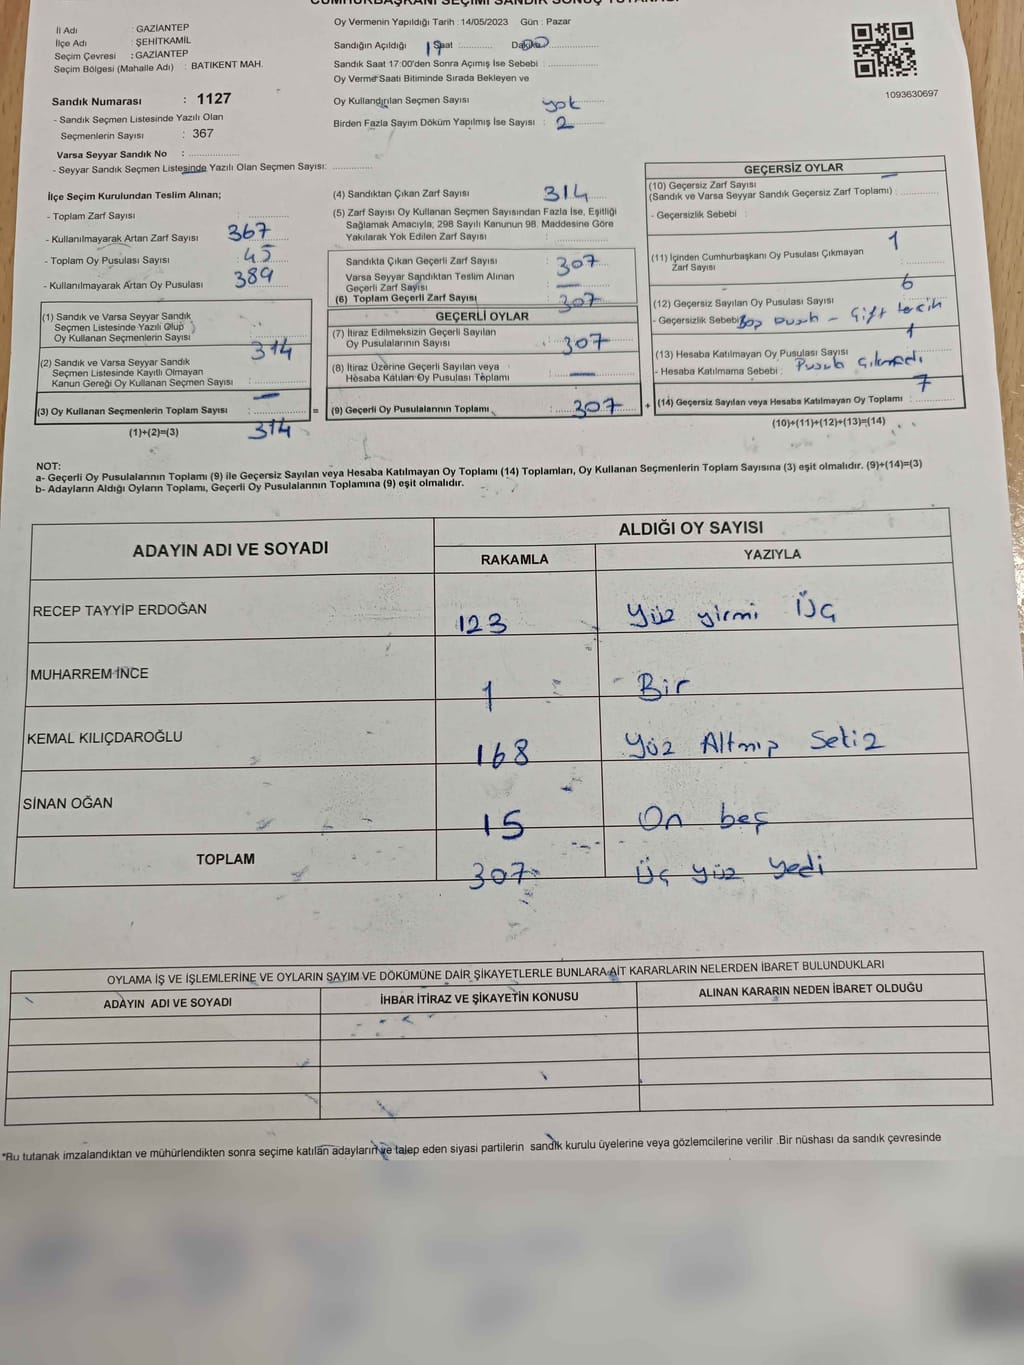 CUMHURBAŞKANI SEÇİMİ SANDIK SONUÇ TUTANAĞI
İl Adı : GAZİANTEP
İlçe Adı : ŞEHİTKAMİL
Seçim Çevresi : GAZİANTEP
Seçim Bölgesi (Mahalle Adı) : BATIKENT MAH.
Sandık Numarası : 1127
- Sandık Seçmen Listesinde Yazılı Olan
Seçmenlerin Sayısı : 367
Varsa Seyyar Sandık No :
- Seyyar Sandık Seçmen Listesinde Yazılı Olan Seçmen Sayısı:
Oy Vermenin Yapıldığı Tarih : 14/05/2023 Gün : Pazar
Sandığın Açıldığı Saat Dakika
Sandık Saat 17:00'den Sonra Açımış İse Sebebi :
Oy Verme Saati Bitiminde Sırada Bekleyen ve
Oy Kullandırılan Seçmen Sayısı yok
Birden Fazla Sayım Döküm Yapılmış İse Sayısı : 2
1093630697
İlçe Seçim Kurulundan Teslim Alınan;
- Toplam Zarf Sayısı : 367
- Kullanılmayarak Artan Zarf Sayısı : 45
- Toplam Oy Pusulası Sayısı : 389
- Kullanılmayarak Artan Oy Pusulası
(1) Sandık ve Varsa Seyyar Sandık
Seçmen Listesinde Yazılı Olup
Oy Kullanan Seçmenlerin Sayısı : 314
(2) Sandık ve Varsa Seyyar Sandık
Seçmen Listesinde Kayıtlı Olmayan
Kanun Gereği Oy Kullanan Seçmen Sayısı : —
(3) Oy Kullanan Seçmenlerin Toplam Sayısı : 314 =
(1)+(2)=(3)
(4) Sandıktan Çıkan Zarf Sayısı : 314
(5) Zarf Sayısı Oy Kullanan Seçmen Sayısından Fazla İse, Eşitliği
Sağlamak Amacıyla, 298 Sayılı Kanunun 98. Maddesine Göre
Yakılarak Yok Edilen Zarf Sayısı :
Sandıkta Çıkan Geçerli Zarf Sayısı : 307
Varsa Seyyar Sandıktan Teslim Alınan
Geçerli Zarf Sayısı : —
(6) Toplam Geçerli Zarf Sayısı : 307
GEÇERLİ OYLAR
(7) İtiraz Edilmeksizin Geçerli Sayılan
Oy Pusulalarının Sayısı : 307
(8) İtiraz Üzerine Geçerli Sayılan veya
Hesaba Katılan Oy Pusulası Toplamı : —
(9) Geçerli Oy Pusulalarının Toplamı : 307 +
GEÇERSİZ OYLAR
(10) Geçersiz Zarf Sayısı —
(Sandık ve Varsa Seyyar Sandık Geçersiz Zarf Toplamı) :
- Geçersizlik Sebebi :
(11) İçinden Cumhurbaşkanı Oy Pusulası Çıkmayan 1
Zarf Sayısı
(12) Geçersiz Sayılan Oy Pusulası Sayısı 6
- Geçersizlik Sebebi : Boş Pusula - Çift tercih
(13) Hesaba Katılmayan Oy Pusulası Sayısı : 1
- Hesaba Katılmama Sebebi : Pusula Çıkmadı
(14) Geçersiz Sayılan veya Hesaba Katılmayan Oy Toplamı : 7
(10)+(11)+(12)+(13)=(14)
NOT:
a- Geçerli Oy Pusulalarının Toplamı (9) ile Geçersiz Sayılan veya Hesaba Katılmayan Oy Toplamı (14) Toplamları, Oy Kullanan Seçmenlerin Toplam Sayısına (3) eşit olmalıdır. (9)+(14)=(3)
b- Adayların Aldığı Oyların Toplamı, Geçerli Oy Pusulalarının Toplamına (9) eşit olmalıdır.
ADAYIN ADI VE SOYADI ALDIĞI OY SAYISI
RAKAMLA YAZIYLA
RECEP TAYYİP ERDOĞAN 123 Yüz yirmi Üç
MUHARREM İNCE 1 Bir
KEMAL KILIÇDAROĞLU 168 Yüz Altmış Sekiz
SİNAN OĞAN 15 On beş
TOPLAM 307 Üç yüz yedi
OYLAMA İŞ VE İŞLEMLERİNE VE OYLARIN SAYIM VE DÖKÜMÜNE DAİR ŞİKAYETLERLE BUNLARA AİT KARARLARIN NELERDEN İBARET BULUNDUKLARI
ADAYIN ADI VE SOYADI İHBAR İTİRAZ VE ŞİKAYETİN KONUSU ALINAN KARARIN NEDEN İBARET OLDUĞU
*Bu tutanak imzalandıktan ve mühürlendikten sonra seçime katılan adayların ve talep eden siyasi partilerin sandık kurulu üyelerine veya gözlemcilerine verilir .Bir nüshası da sandık çevresinde